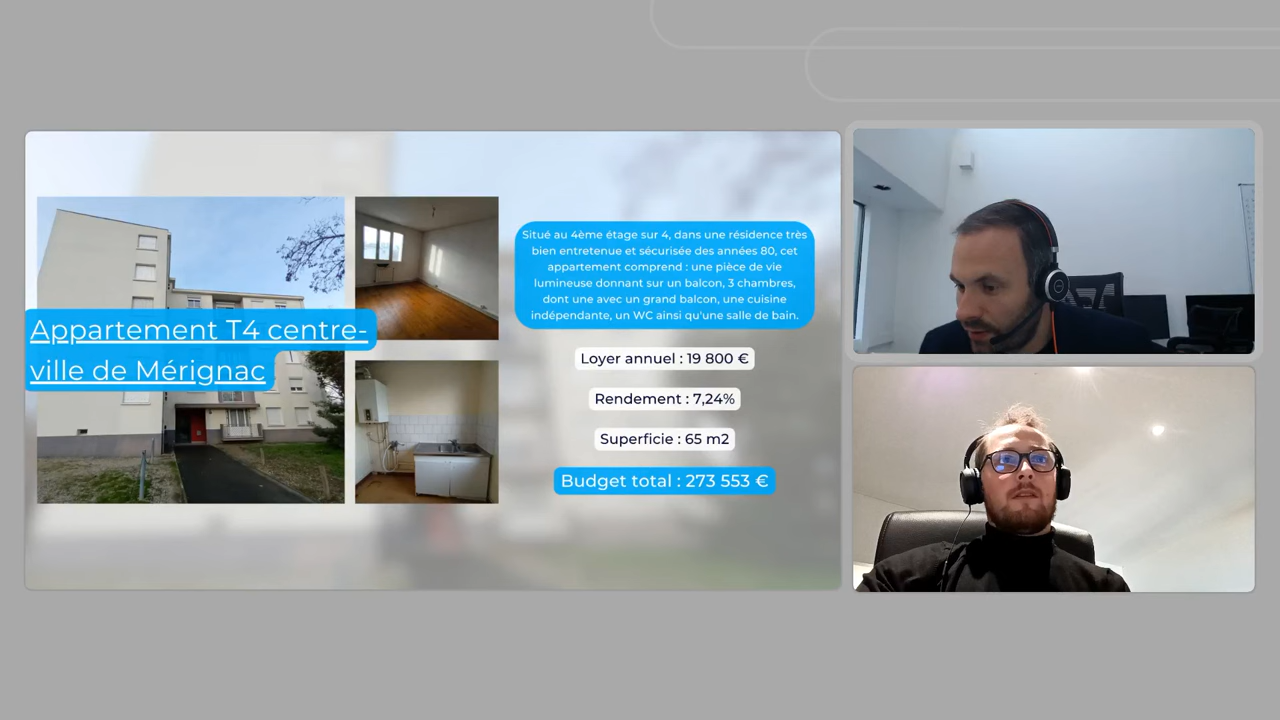 Appartement T4 centre-
ville de Mérignac
Situé au 4ème étage sur 4, dans une résidence très
bien entretenue et sécurisée des années 80, cet
appartement comprend : une pièce de vie
lumineuse donnant sur un balcon, 3 chambres,
dont une avec un grand balcon, une cuisine
indépendante, un WC ainsi qu'une salle de bain.
Loyer annuel : 19 800 €
Rendement : 7,24%
Superficie : 65 m2
Budget total : 273 553 €